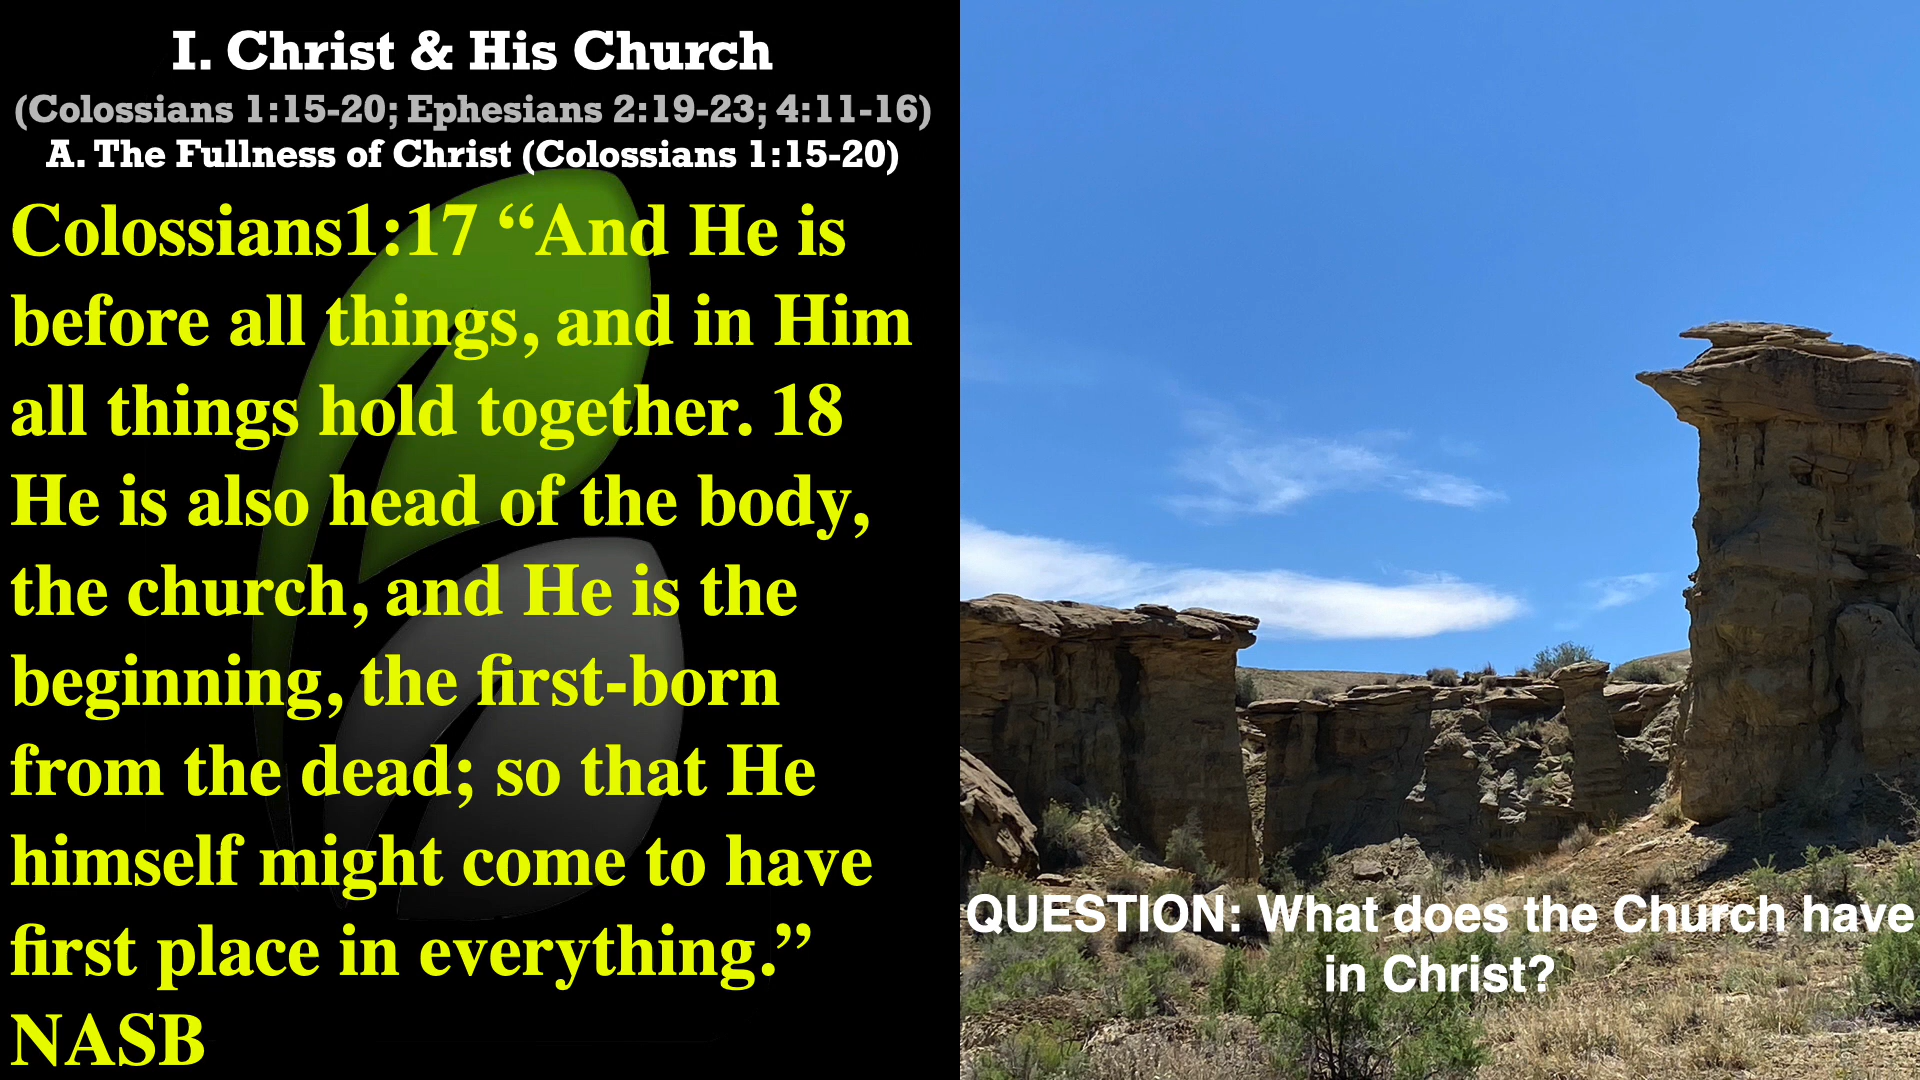 I. Christ & His Church
(Colossians 1:15-20; Ephesians 2:19-23; 4:11-16)
A. The Fullness of Christ (Colossians 1:15-20)
Colossians1:17 “And He is
before all things, and in Him
all things hold together. 18
He is also head of the body,
the church, and He is the
beginning, the first-born
from the dead; so that He
himself might come to have
first place in everything.”
NASB
QUESTION: What does the Church have
in Christ?